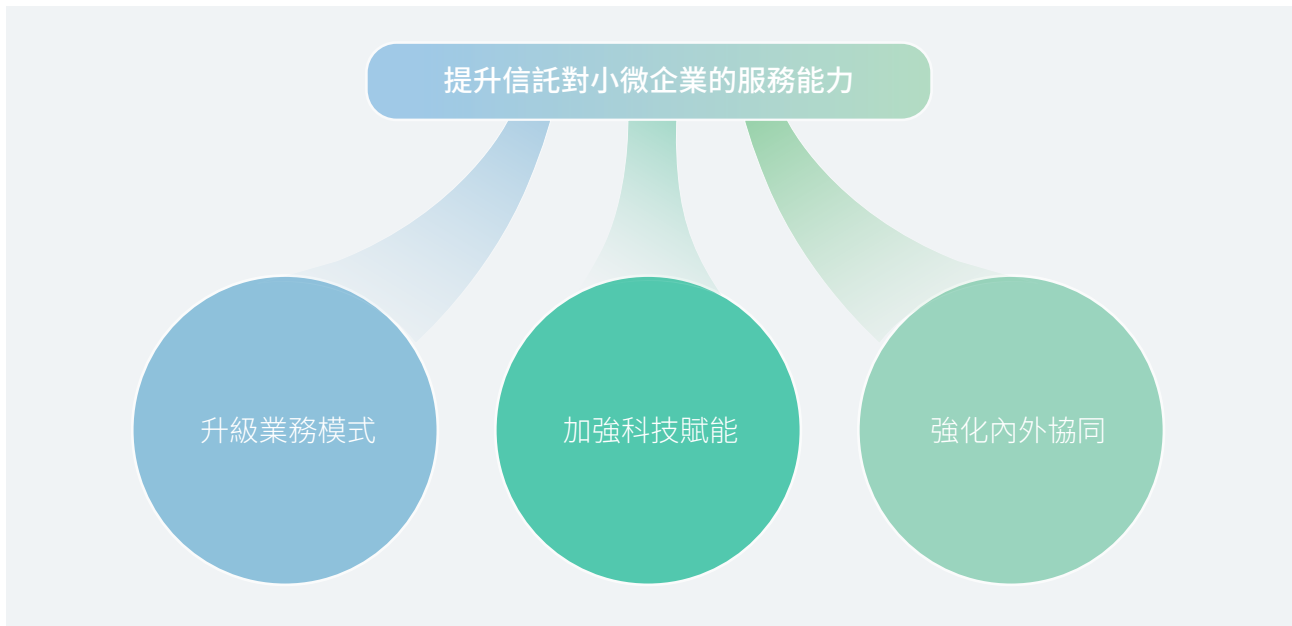 提升信託對小微企業的服務能力
升級業務模式
加強科技賦能
強化內外協同